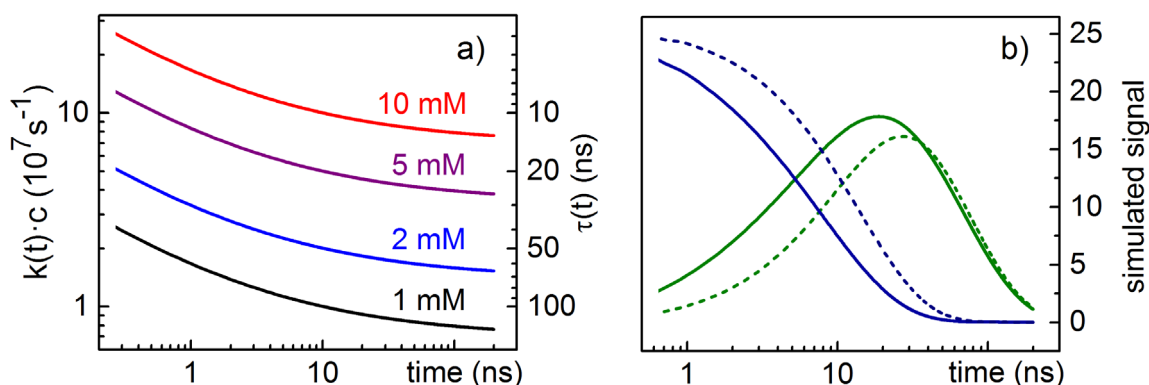 a)
k(t)·c (10⁷s⁻¹)
10
1
10 mM
5 mM
2 mM
1 mM
10
20
50
100
τ(t) (ns)
1
10
time (ns)
b)
25
20
15
10
5
0
simulated signal
1
10
time (ns)